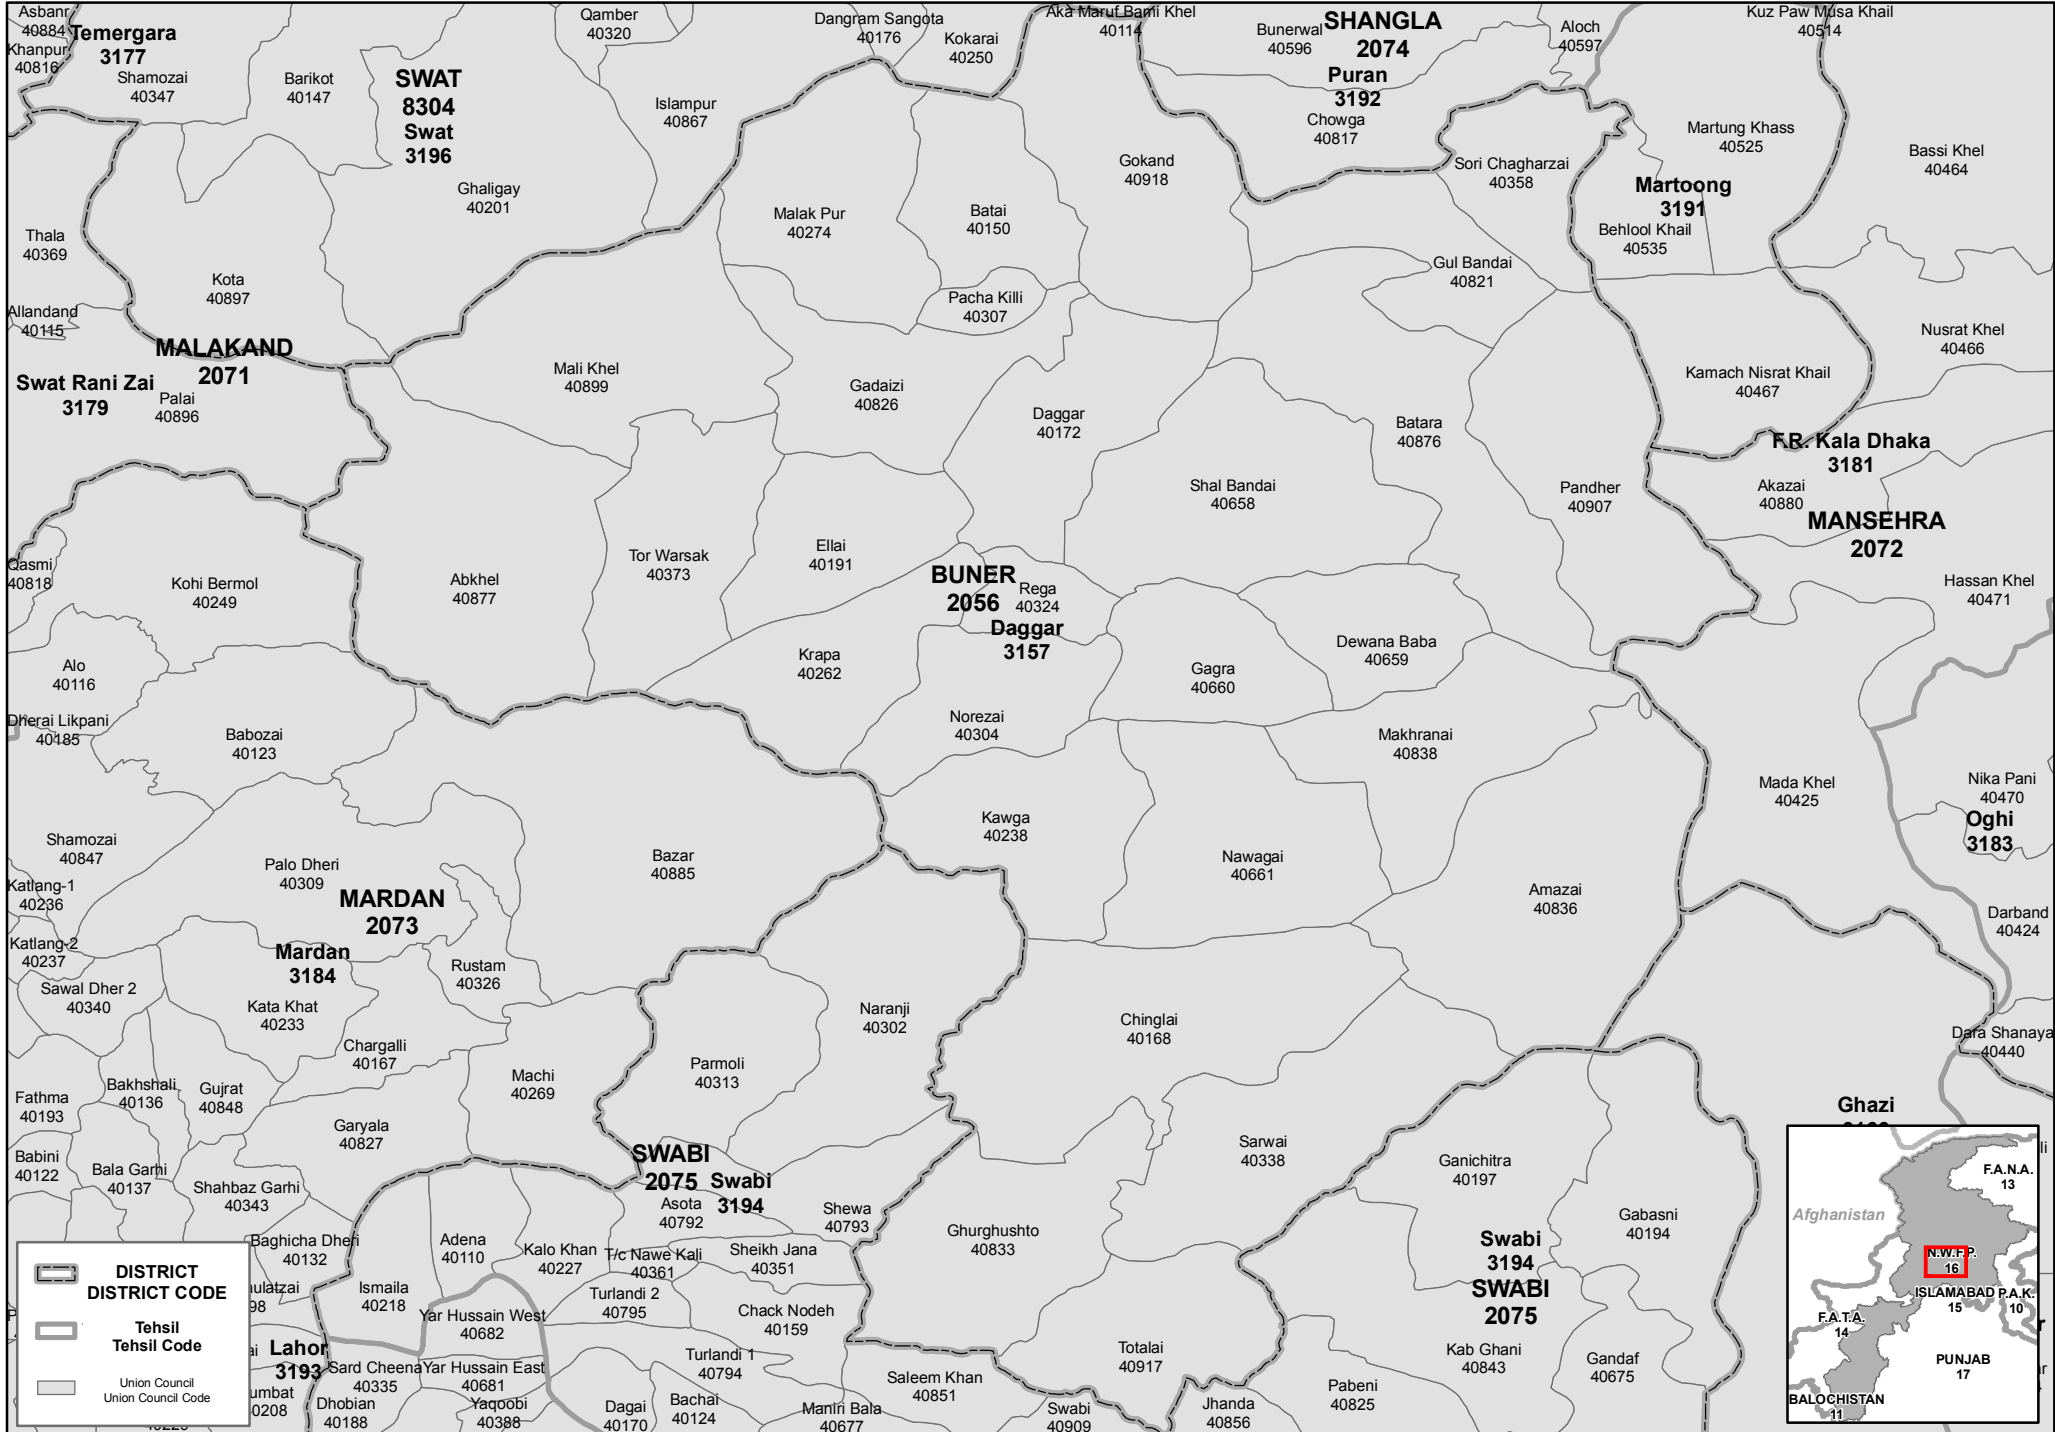 Asbanr
40884
Temergara
3177
Khanpur
40816
Shamozai
40347
Barikot
40147
SWAT
8304
Swat
3196
Qamber
40320
Islampur
40867
Dangram Sangota
40176
Kokarai
40250
Aka Maruf Bami Khel
40114
Bunerwal
40596
SHANGLA
2074
Puran
3192
Chowga
40817
Aloch
40597
Kuz Paw Musa Khail
40514
Martung Khass
40525
Bassi Khel
40464
Ghaligay
40201
Malak Pur
40274
Batai
40150
Gokand
40918
Sori Chagharzai
40358
Martoong
3191
Behlool Khail
40535
Thala
40369
Kota
40897
Allandand
40115
Pacha Killi
40307
Gul Bandai
40821
Nusrat Khel
40466
MALAKAND
2071
Swat Rani Zai
3179
Palai
40896
Mali Khel
40899
Gadaizi
40826
Daggar
40172
Batara
40876
Kamach Nisrat Khail
40467
F.R. Kala Dhaka
3181
Akazai
40880
MANSEHRA
2072
Shal Bandai
40658
Pandher
40907
Qasmi
40818
Kohi Bermol
40249
Abkhel
40877
Tor Warsak
40373
Ellai
40191
BUNER
2056
Rega
40324
Daggar
3157
Hassan Khel
40471
Alo
40116
Krapa
40262
Gagra
40660
Dewana Baba
40659
Dherai Likpani
40185
Babozai
40123
Norezai
40304
Makhranai
40838
Mada Khel
40425
Nika Pani
40470
Oghi
3183
Shamozai
40847
Palo Dheri
40309
Bazar
40885
Kawga
40238
Nawagai
40661
Amazai
40836
Katlang-1
40236
MARDAN
2073
Darband
40424
Katlang-2
40237
Mardan
3184
Rustam
40326
Sawal Dher 2
40340
Kata Khat
40233
Naranji
40302
Chinglai
40168
Chargalli
40167
Parmoli
40313
Dara Shanaya
40440
Fathma
40193
Bakhshali
40136
Gujrat
40848
Machi
40269
Garyala
40827
Ghazi
Babini
40122
Bala Garhi
40137
Shahbaz Garhi
40343
SWABI
2075
Swabi
3194
Asota
40792
Shewa
40793
Sarwai
40338
Ganichitra
40197
Gabasni
40194
Baghicha Dheri
40132
Adena
40110
Kalo Khan
40227
T/c Nawe Kali
40361
Sheikh Jana
40351
Ghurghushto
40833
Swabi
3194
SWABI
2075
Ismaila
40218
Turlandi 2
40795
Chack Nodeh
40159
Yar Hussain West
40682
Lahor
3193
Sard Cheena
40335
Yar Hussain East
40681
Turlandi 1
40794
Totalai
40917
Kab Ghani
40843
Gandaf
40675
Dhobian
40188
Yaqoobi
40388
Dagai
40170
Bachai
40124
Saleem Khan
40851
Maniri Bala
40677
Swabi
40909
Jhanda
40856
Pabeni
40825
DISTRICT
DISTRICT CODE
Tehsil
Tehsil Code
Union Council
Union Council Code
F.A.N.A.
13
Afghanistan
N.W.F.P.
16
ISLAMABAD
15
P.A.K.
10
F.A.T.A.
14
PUNJAB
17
BALOCHISTAN
11